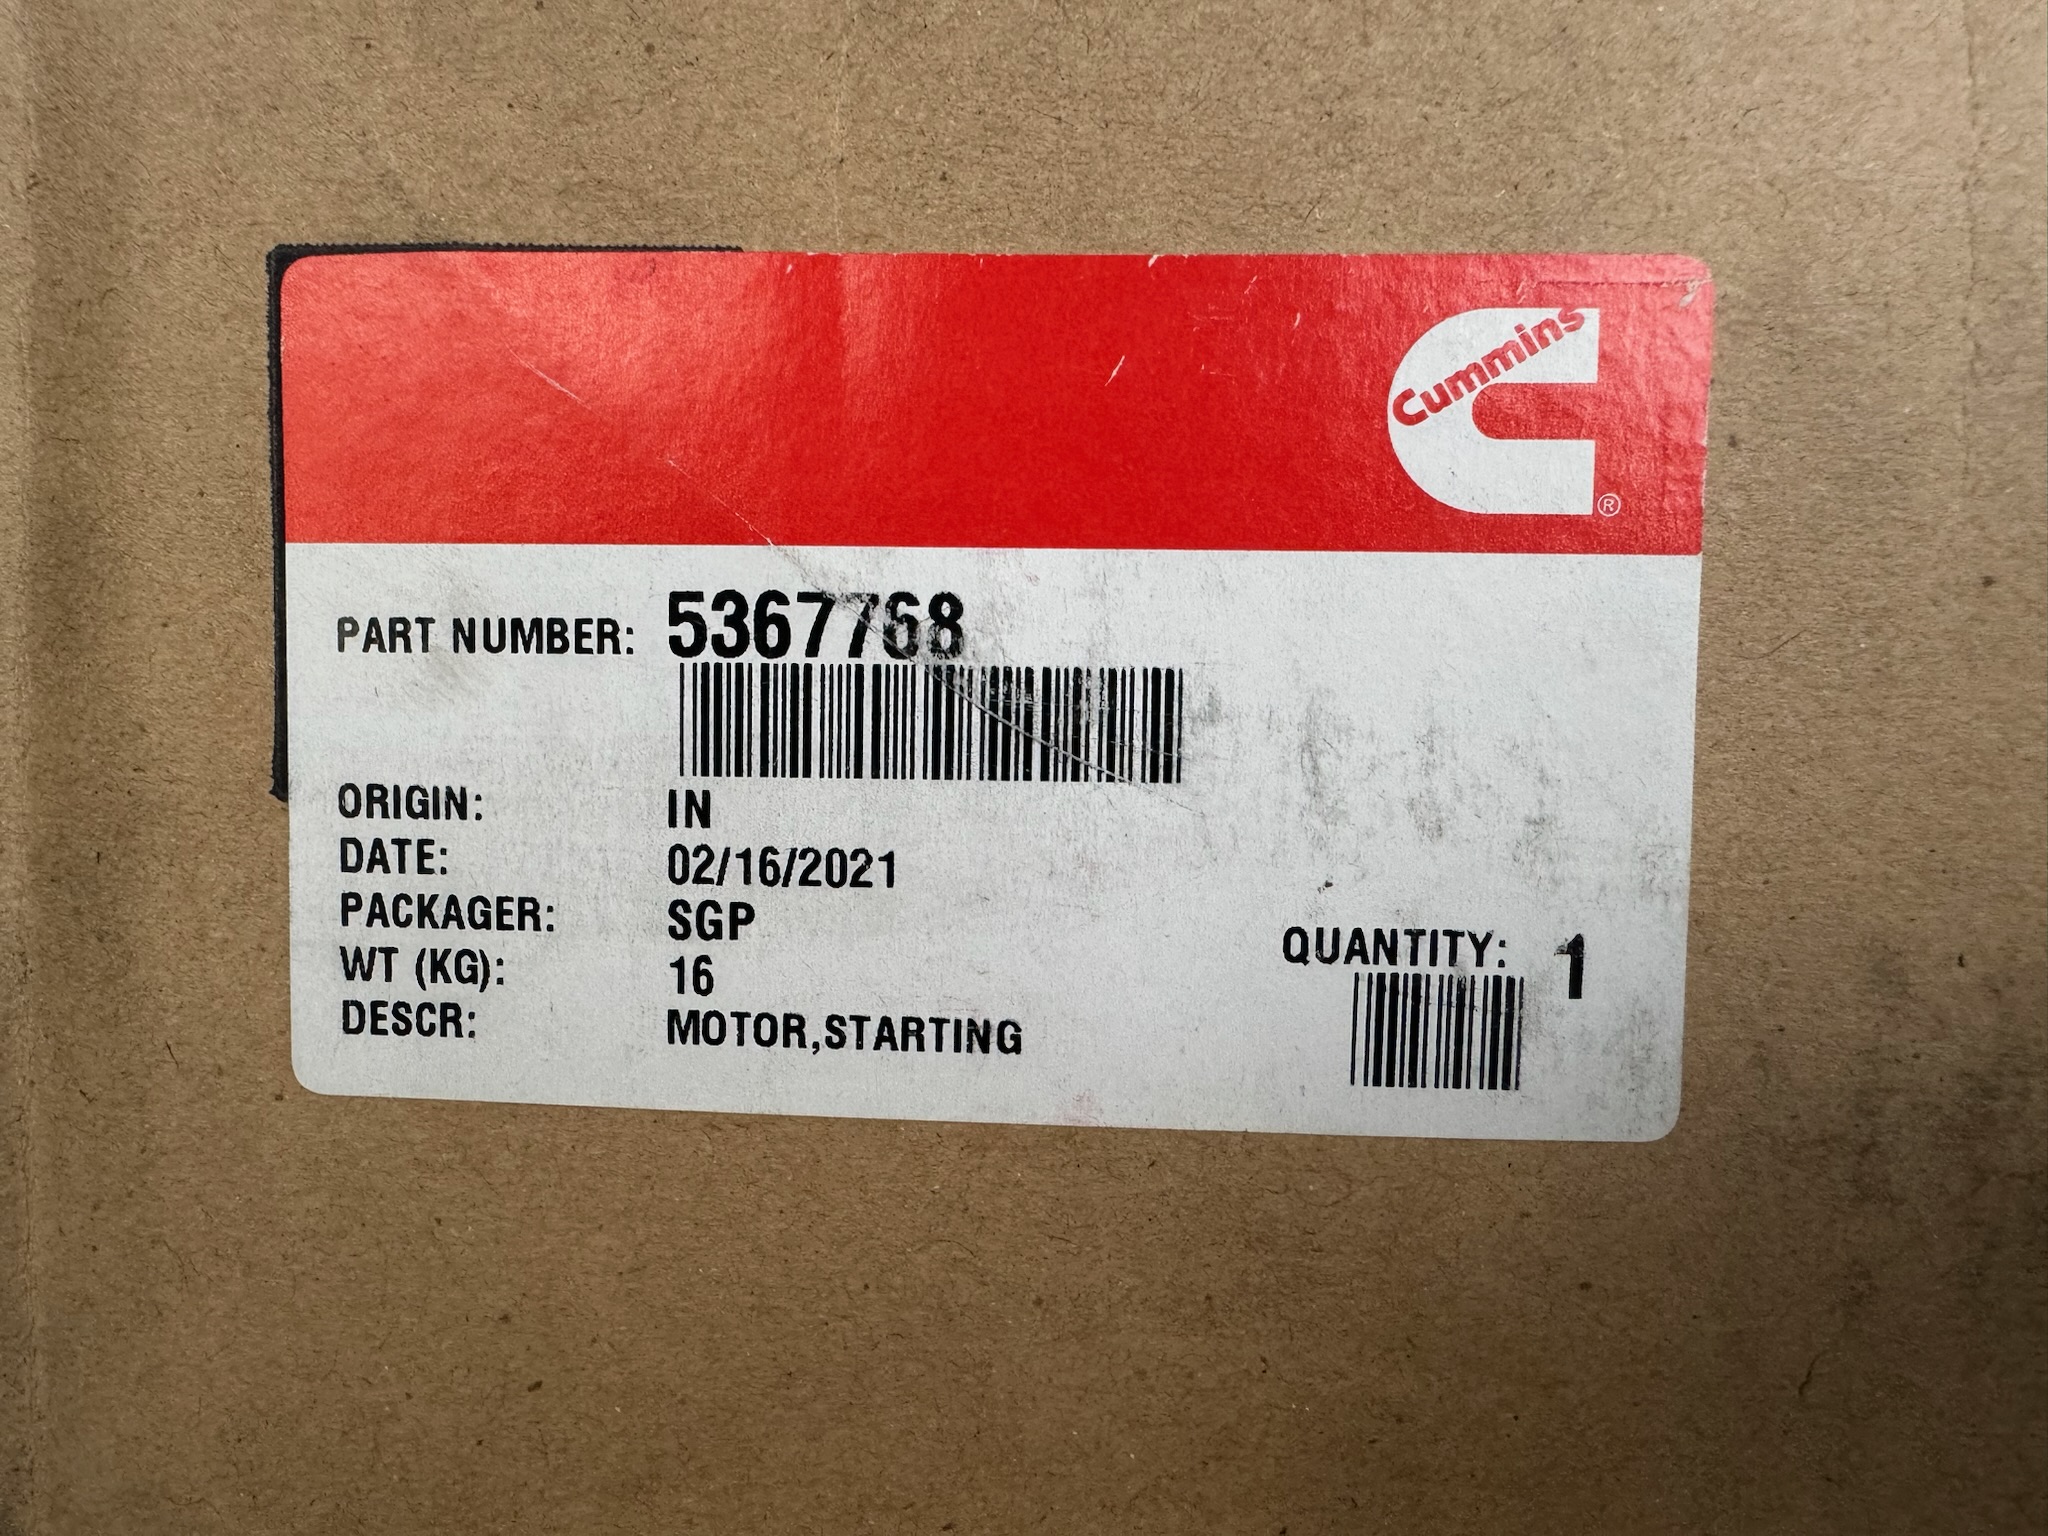 Cummins
®
PART NUMBER: 5367768
ORIGIN: IN
DATE: 02/16/2021
PACKAGER: SGP
WT (KG): 16
QUANTITY: 1
DESCR: MOTOR,STARTING